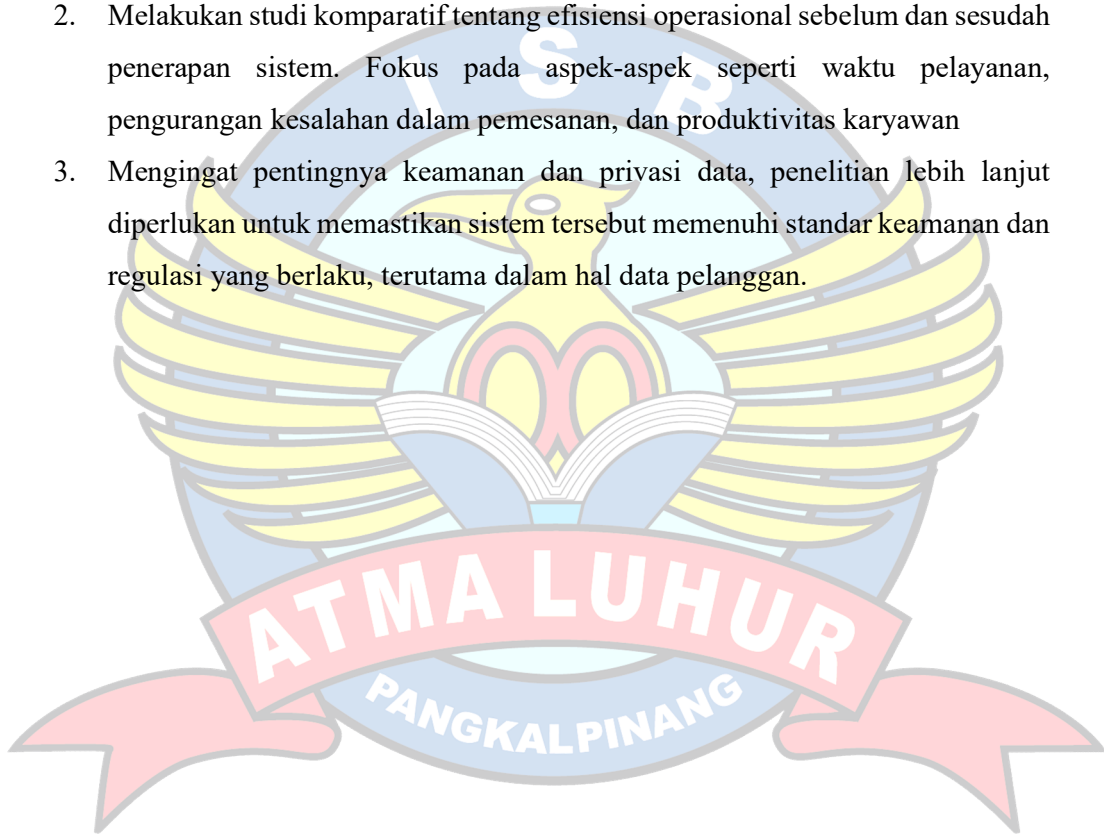 2. Melakukan studi komparatif tentang efisiensi operasional sebelum dan sesudah
penerapan sistem. Fokus pada aspek-aspek seperti waktu pelayanan,
pengurangan kesalahan dalam pemesanan, dan produktivitas karyawan
3. Mengingat pentingnya keamanan dan privasi data, penelitian lebih lanjut
diperlukan untuk memastikan sistem tersebut memenuhi standar keamanan dan
regulasi yang berlaku, terutama dalam hal data pelanggan.
I S B
ATMA LUHUR
PANGKALPINANG